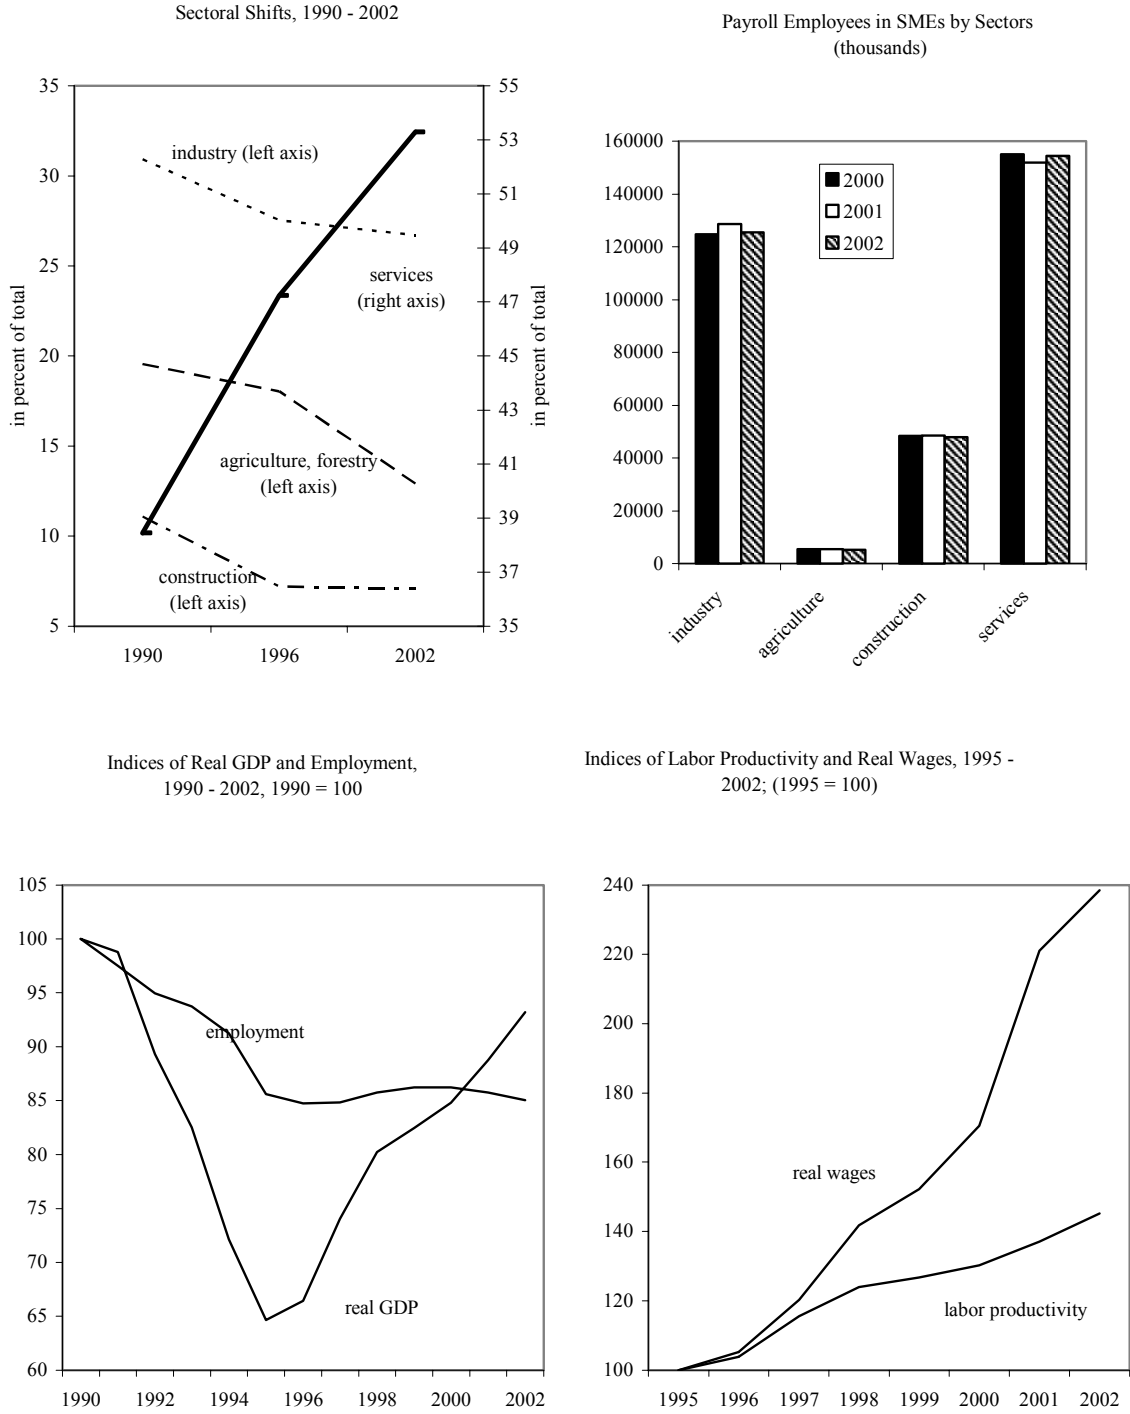 Sectoral Shifts, 1990 - 2002
35
30
25
20
15
10
5
in percent of total
55
53
51
49
47
45
43
41
39
37
35
in percent of total
industry (left axis)
services
(right axis)
agriculture, forestry
(left axis)
construction
(left axis)
1990 1996 2002
Payroll Employees in SMEs by Sectors
(thousands)
160000
140000
120000
100000
80000
60000
40000
20000
0
2000
2001
2002
industry
agriculture
construction
services
Indices of Real GDP and Employment,
1990 - 2002, 1990 = 100
105
100
95
90
85
80
75
70
65
60
employment
real GDP
1990 1992 1994 1996 1998 2000 2002
Indices of Labor Productivity and Real Wages, 1995 -
2002; (1995 = 100)
240
220
200
180
160
140
120
100
real wages
labor productivity
1995 1996 1997 1998 1999 2000 2001 2002